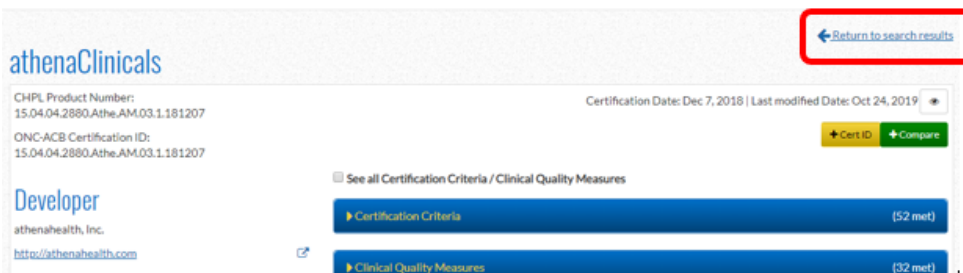 Return to search results
athenaClinicals
CHPL Product Number:
15.04.04.2880.Athe.AM.03.1.181207
Certification Date: Dec 7, 2018 | Last modified Date: Oct 24, 2019
+Cert ID +Compare
ONC-ACB Certification ID:
15.04.04.2880.Athe.AM.03.1.181207
See all Certification Criteria / Clinical Quality Measures
Developer
Certification Criteria (52 met)
athenahealth, Inc.
http://athenahealth.com
Clinical Quality Measures (32 met)